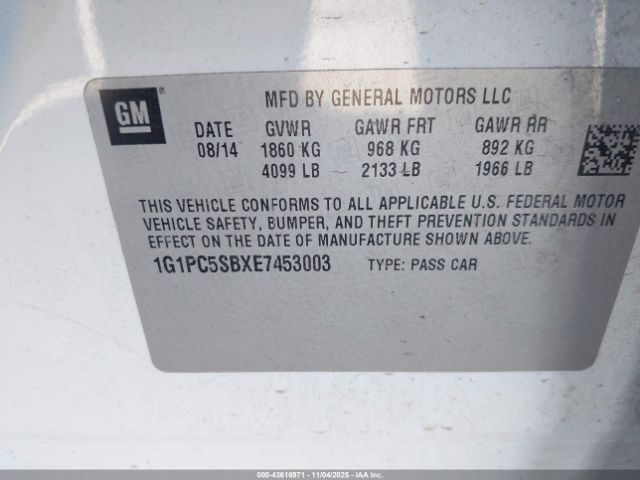 GM ®
MFD BY GENERAL MOTORS LLC
DATE GVWR GAWR FRT GAWR RR
08/14 1860 KG 968 KG 892 KG
4099 LB 2133 LB 1966 LB
THIS VEHICLE CONFORMS TO ALL APPLICABLE U.S. FEDERAL MOTOR
VEHICLE SAFETY, BUMPER, AND THEFT PREVENTION STANDARDS IN
EFFECT ON THE DATE OF MANUFACTURE SHOWN ABOVE.
1G1PC5SBXE7453003 TYPE: PASS CAR
000-43616971 - 11/04/2025 - IAAI.COM